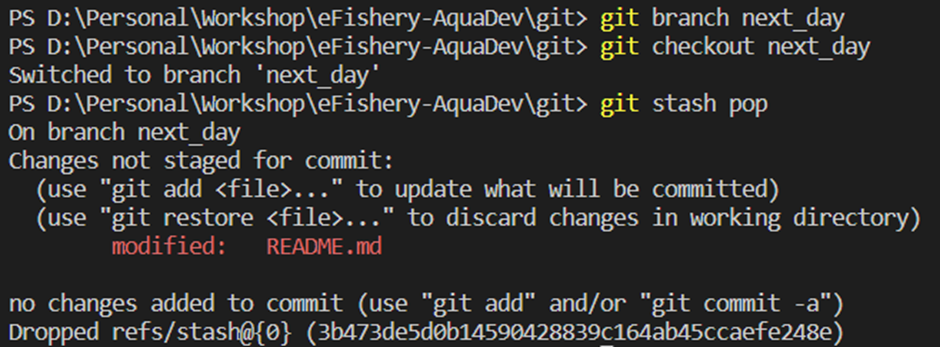 PS D:\Personal\Workshop\eFishery-AquaDev\git> git branch next_day
PS D:\Personal\Workshop\eFishery-AquaDev\git> git checkout next_day
Switched to branch 'next_day'
PS D:\Personal\Workshop\eFishery-AquaDev\git> git stash pop
On branch next_day
Changes not staged for commit:
  (use "git add <file>..." to update what will be committed)
  (use "git restore <file>..." to discard changes in working directory)
        modified:   README.md

no changes added to commit (use "git add" and/or "git commit -a")
Dropped refs/stash@{0} (3b473de5d0b14590428839c164ab45ccaefe248e)